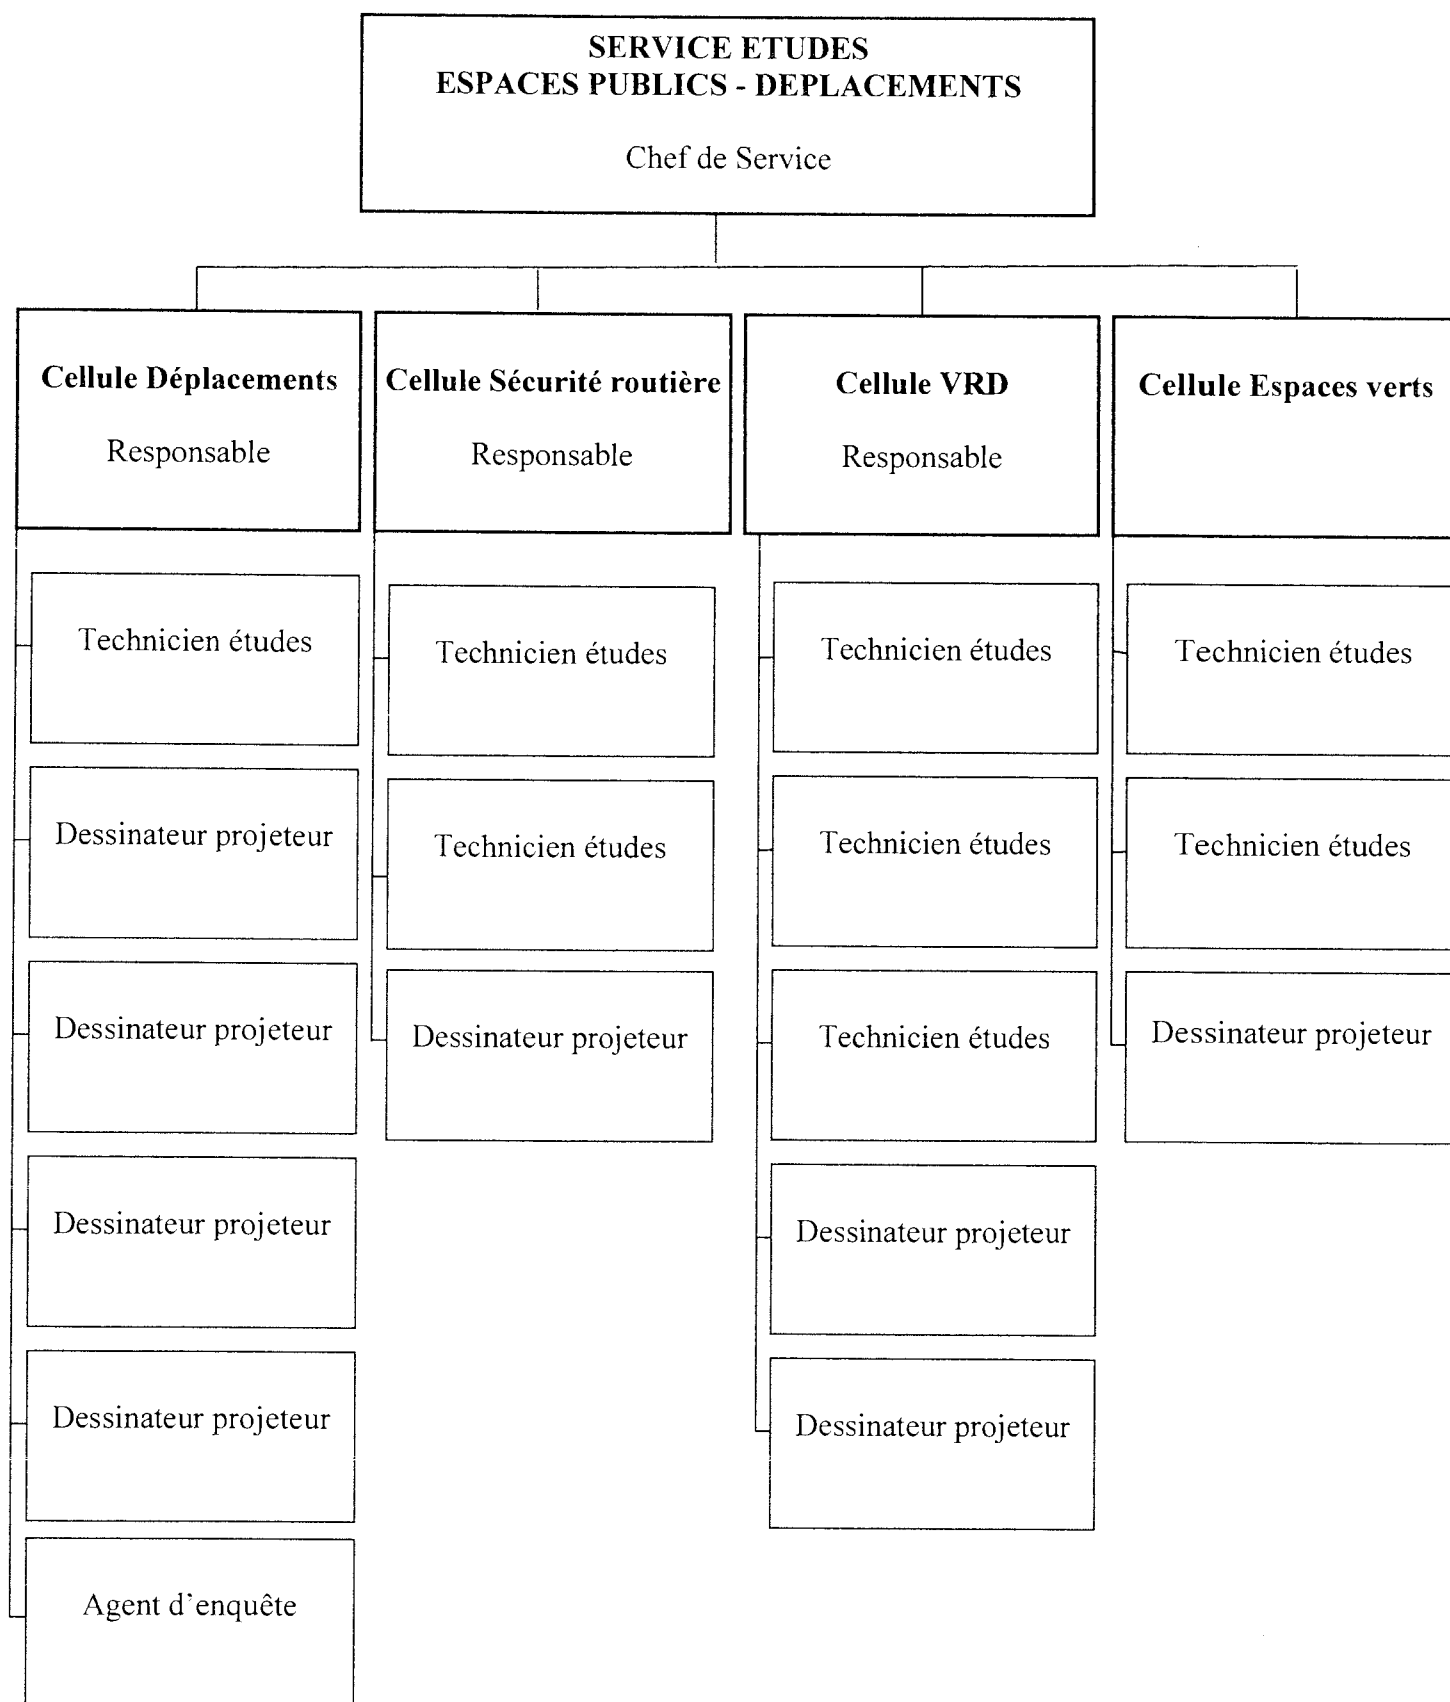 SERVICE ETUDES
ESPACES PUBLICS - DEPLACEMENTS
Chef de Service
Cellule Déplacements
Responsable
Technicien études
Dessinateur projeteur
Dessinateur projeteur
Dessinateur projeteur
Dessinateur projeteur
Agent d'enquête
Cellule Sécurité routière
Responsable
Technicien études
Technicien études
Dessinateur projeteur
Cellule VRD
Responsable
Technicien études
Technicien études
Technicien études
Dessinateur projeteur
Dessinateur projeteur
Cellule Espaces verts
Technicien études
Technicien études
Dessinateur projeteur